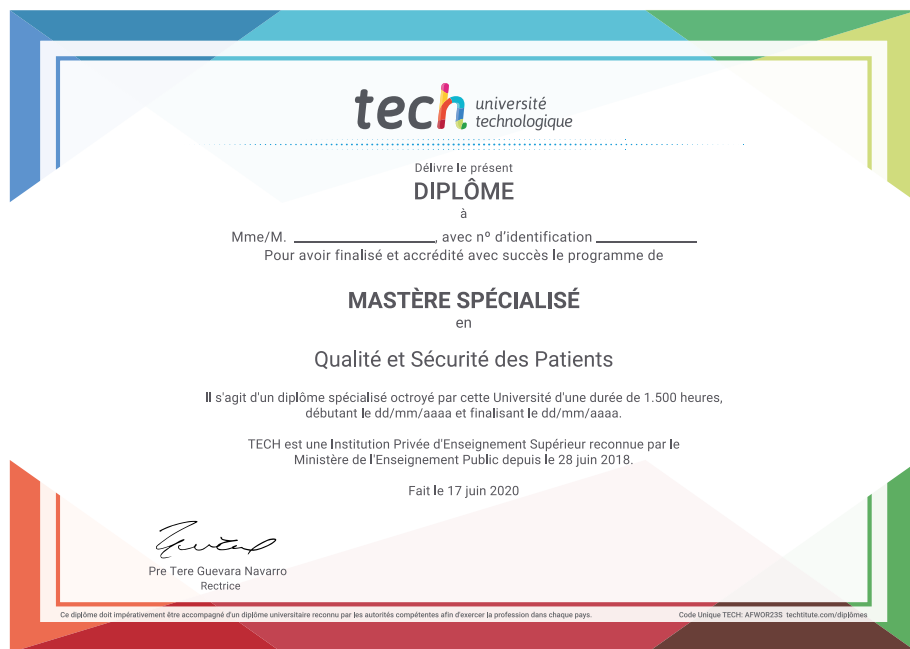 tech université
technologique
Délivre le présent
DIPLÔME
à
Mme/M. ________________, avec nº d'identification ____________
Pour avoir finalisé et accrédité avec succès le programme de
MASTÈRE SPÉCIALISÉ
en
Qualité et Sécurité des Patients
Il s'agit d'un diplôme spécialisé octroyé par cette Université d'une durée de 1.500 heures,
débutant le dd/mm/aaaa et finalisant le dd/mm/aaaa.
TECH est une Institution Privée d'Enseignement Supérieur reconnue par le
Ministère de l'Enseignement Public depuis le 28 juin 2018.
Fait le 17 juin 2020
Pre Tere Guevara Navarro
Rectrice
Ce diplôme doit impérativement être accompagné d'un diplôme universitaire reconnu par les autorités compétentes afin d'exercer la profession dans chaque pays.
Code Unique TECH: AFWOR23S techtitute.com/diplômes